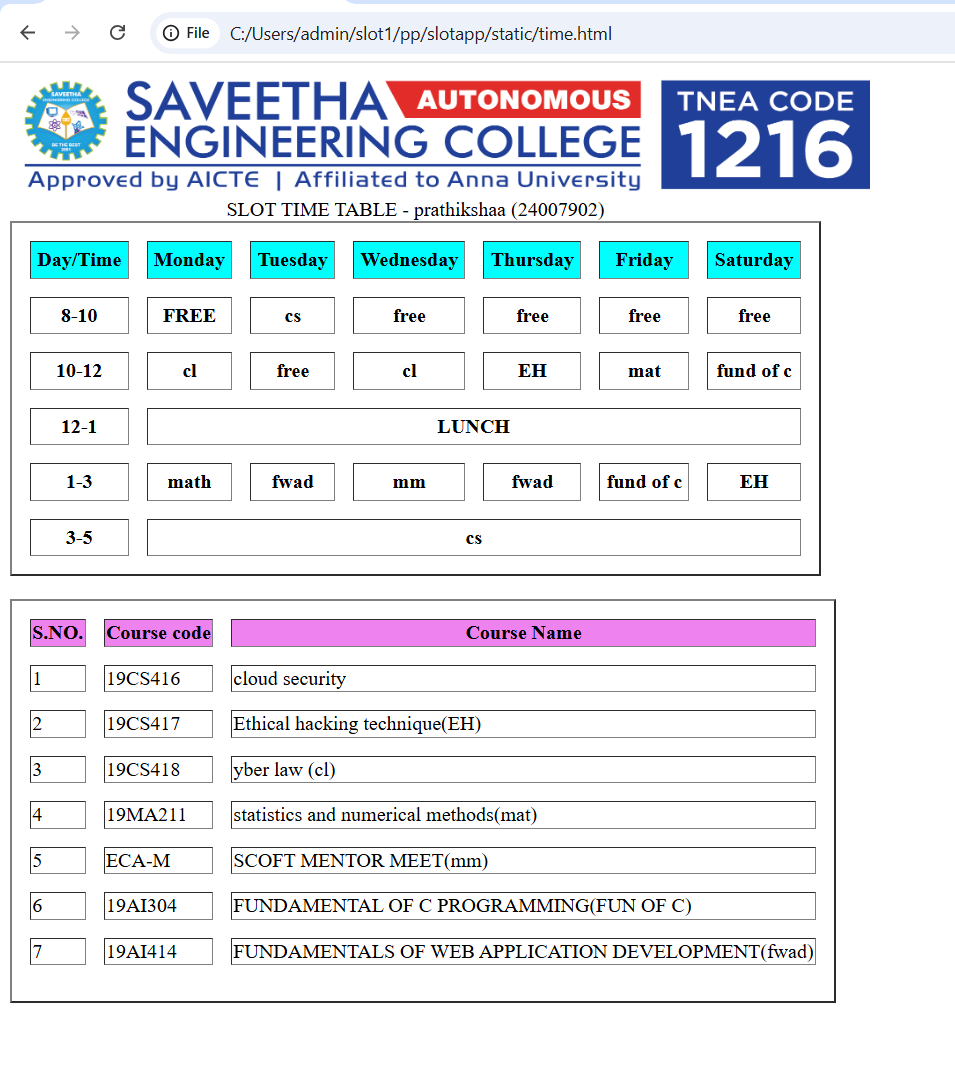 File C:/Users/admin/slot1/pp/slotapp/static/time.html
SAVEETHA
ENGINEERING COLLEGE
BE THE BEST
SAVEETHA AUTONOMOUS
ENGINEERING COLLEGE
Approved by AICTE | Affiliated to Anna University
TNEA CODE
1216
SLOT TIME TABLE - prathikshaa (24007902)
Day/Time Monday Tuesday Wednesday Thursday Friday Saturday
8-10 FREE cs free free free free
10-12 cl free cl EH mat fund of c
12-1 LUNCH
1-3 math fwad mm fwad fund of c EH
3-5 cs
S.NO. Course code Course Name
1 19CS416 cloud security
2 19CS417 Ethical hacking technique(EH)
3 19CS418 yber law (cl)
4 19MA211 statistics and numerical methods(mat)
5 ECA-M SCOFT MENTOR MEET(mm)
6 19AI304 FUNDAMENTAL OF C PROGRAMMING(FUN OF C)
7 19AI414 FUNDAMENTALS OF WEB APPLICATION DEVELOPMENT(fwad)